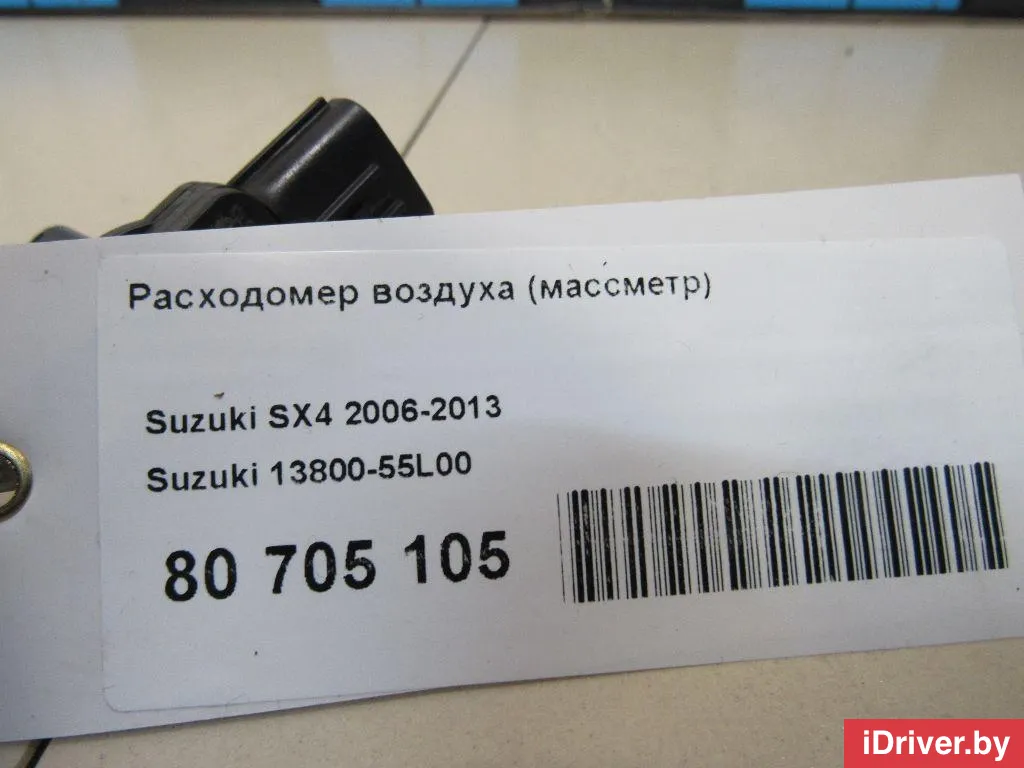 Расходомер воздуха (массметр)
Suzuki SX4 2006-2013
Suzuki 13800-55L00
80 705 105
iDriver.by